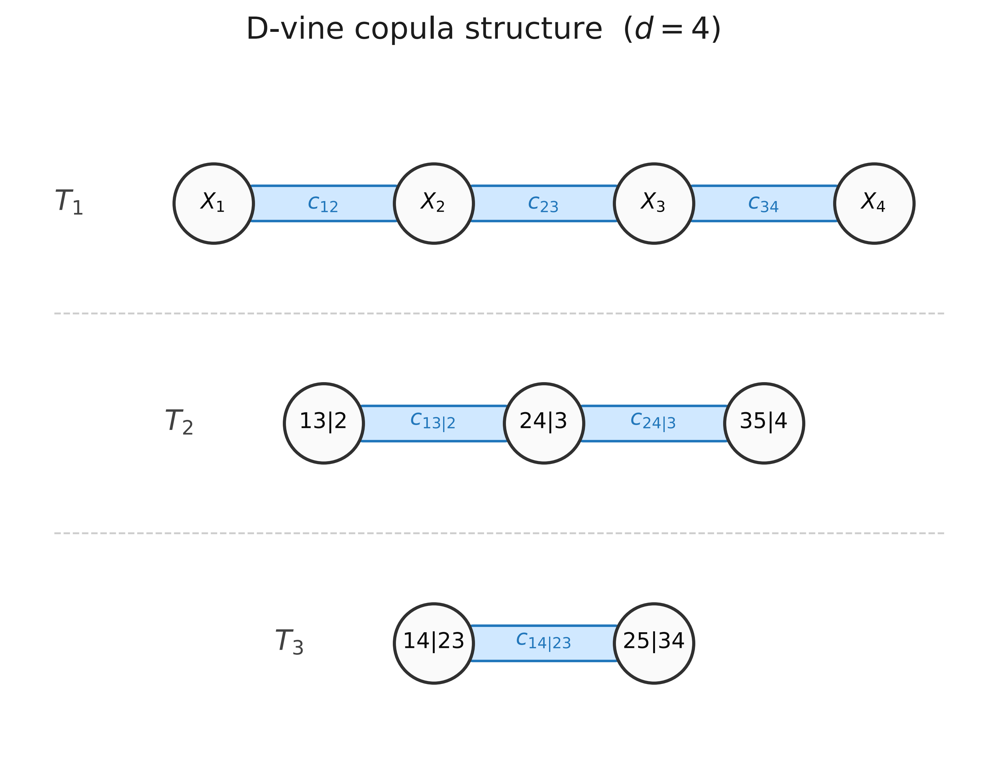 D-vine copula structure (d = 4)
T₁ X₁ c₁₂ X₂ c₂₃ X₃ c₃₄ X₄
T₂ 13|2 c₁₃|₂ 24|3 c₂₄|₃ 35|4
T₃ 14|23 c₁₄|₂₃ 25|34